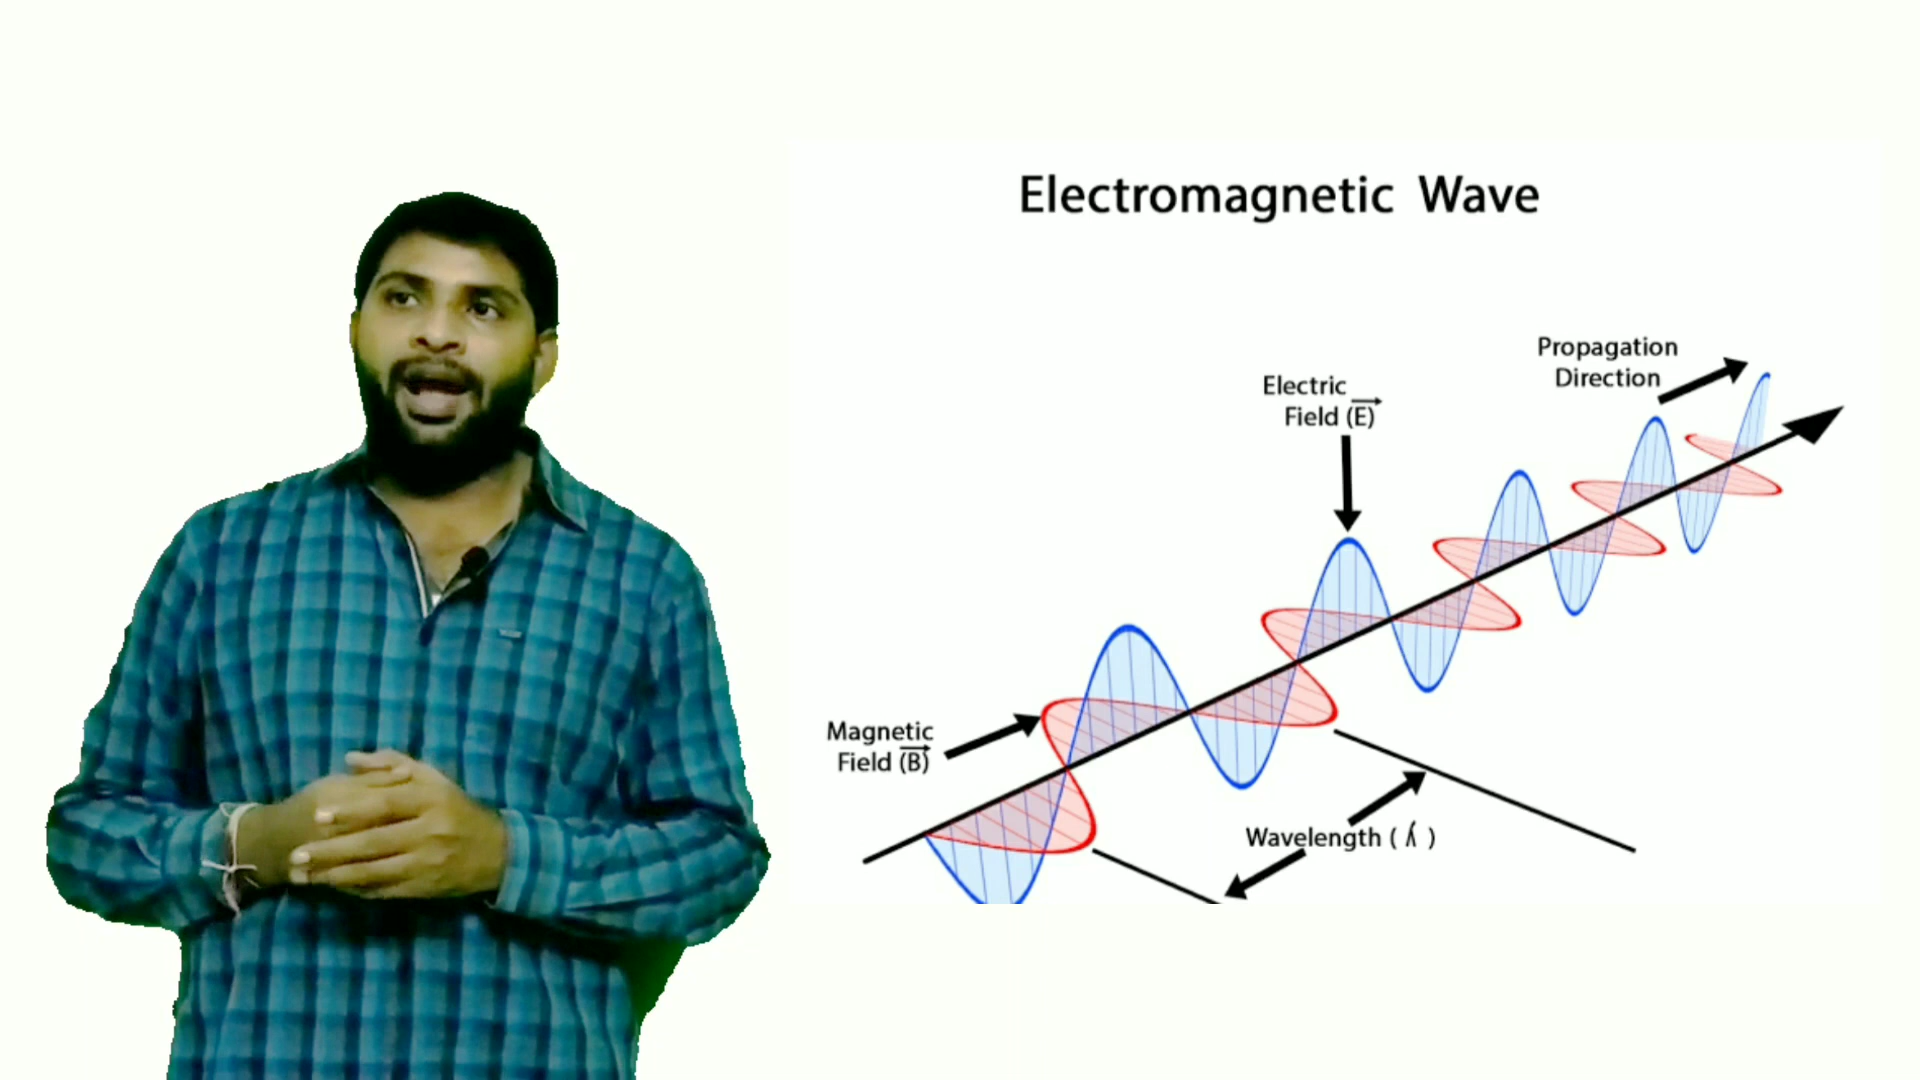 Electromagnetic Wave
Propagation
Direction
Electric
Field (E)
Magnetic
Field (B)
Wavelength ( λ )